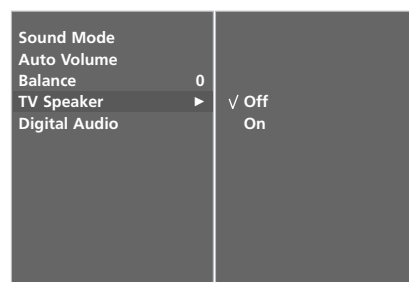 Sound Mode
Auto Volume
Balance 0
TV Speaker ►
Digital Audio
√ Off
On